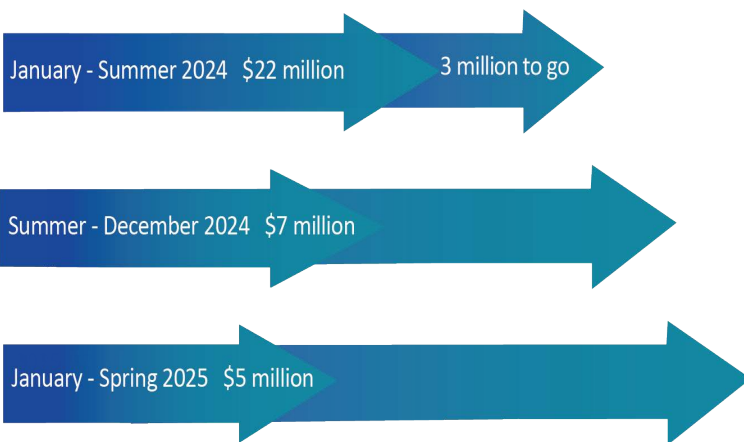 January - Summer 2024 $22 million 3 million to go
Summer - December 2024 $7 million
January - Spring 2025 $5 million